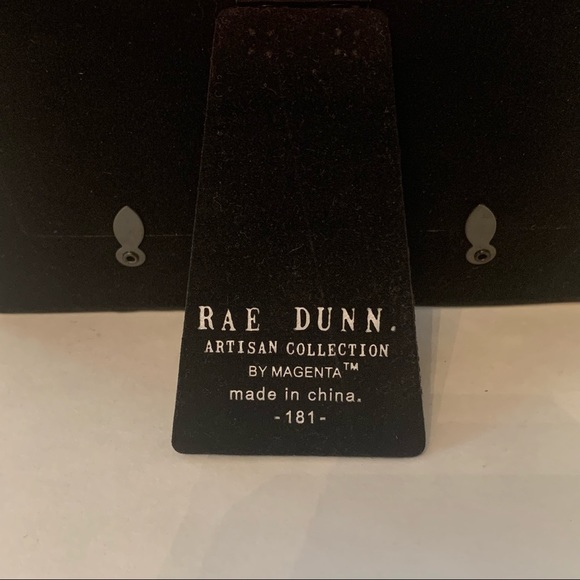 RAE DUNN.
ARTISAN COLLECTION
BY MAGENTA™
made in china.
-181-